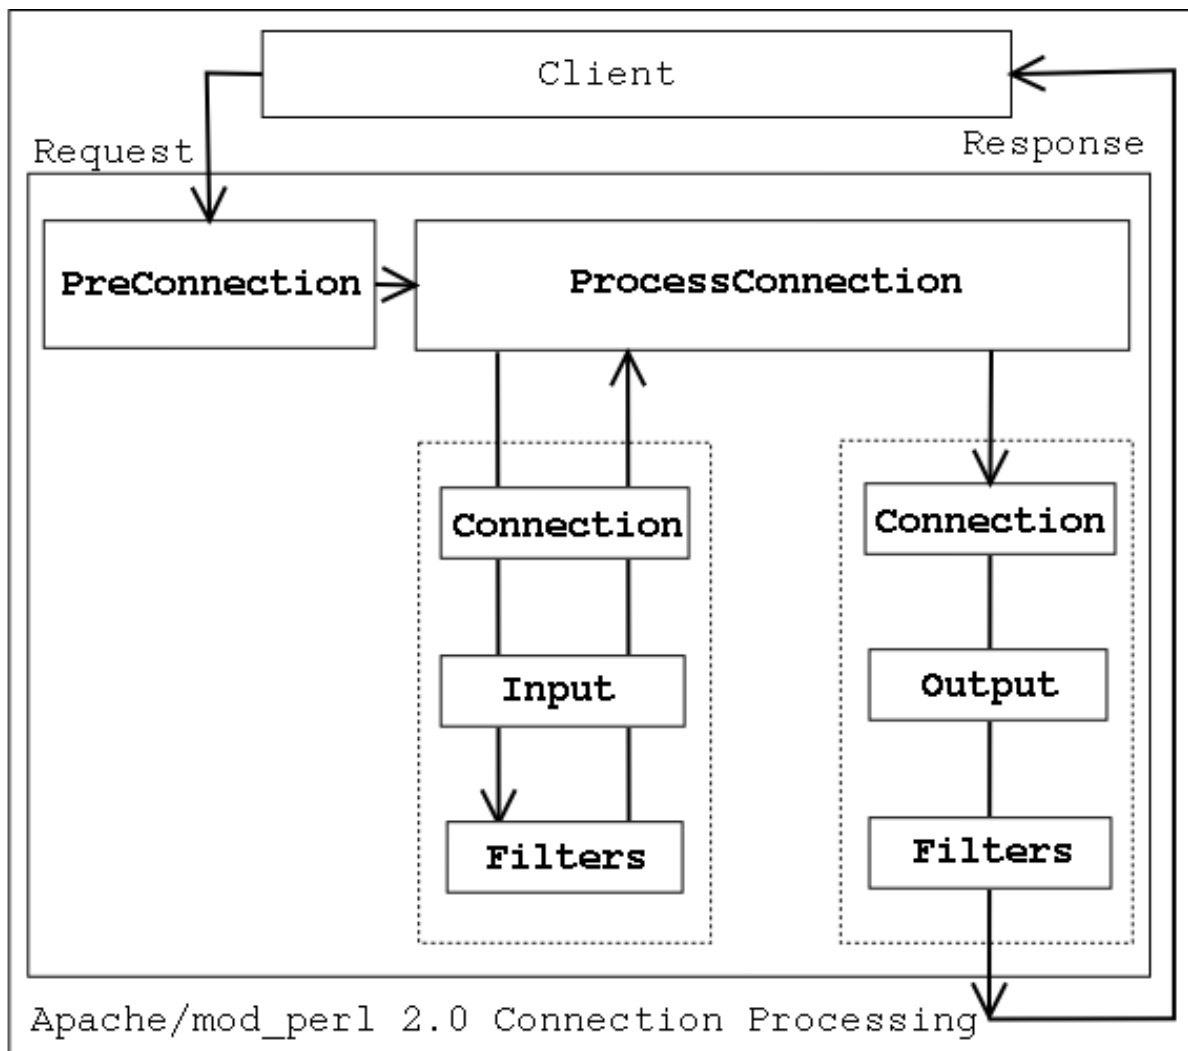 Client
Request
Response
PreConnection
ProcessConnection
Connection
Input
Filters
Connection
Output
Filters
Apache/mod_perl 2.0 Connection Processing